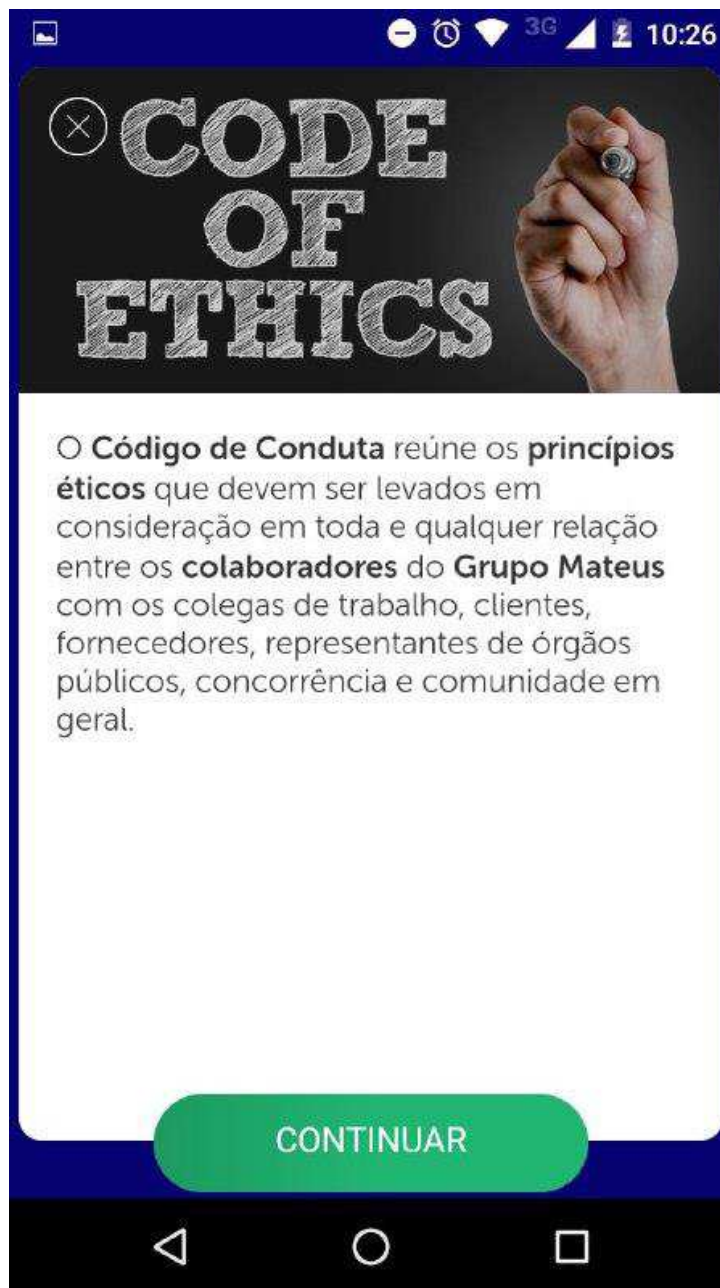 3G 10:26
CODE
OF
ETHICS
O Código de Conduta reúne os princípios
éticos que devem ser levados em
consideração em toda e qualquer relação
entre os colaboradores do Grupo Mateus
com os colegas de trabalho, clientes,
fornecedores, representantes de órgãos
públicos, concorrência e comunidade em
geral.
CONTINUAR